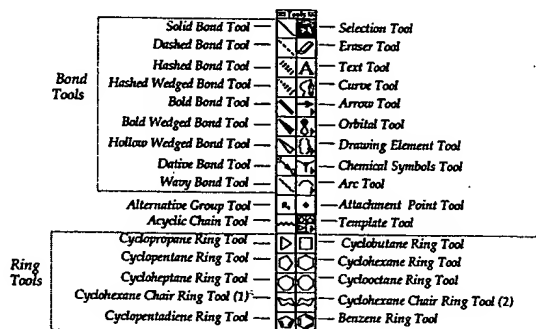 Tools
Solid Bond Tool Selection Tool
Dashed Bond Tool Eraser Tool
Hashed Bond Tool A Text Tool
Hashed Wedged Bond Tool Curve Tool
Bond Tools
Bold Bond Tool Arrow Tool
Bold Wedged Bond Tool Orbital Tool
Hollow Wedged Bond Tool Drawing Element Tool
Dative Bond Tool Chemical Symbols Tool
Wavy Bond Tool Arc Tool
Alternative Group Tool Attachment Point Tool
Acyclic Chain Tool Template Tool
Cyclopropane Ring Tool Cyclobutane Ring Tool
Cyclopentane Ring Tool Cyclohexane Ring Tool
Ring Tools
Cycloheptane Ring Tool Cyclooctane Ring Tool
Cyclohexane Chair Ring Tool (1) Cyclohexane Chair Ring Tool (2)
Cyclopentadiene Ring Tool Benzene Ring Tool